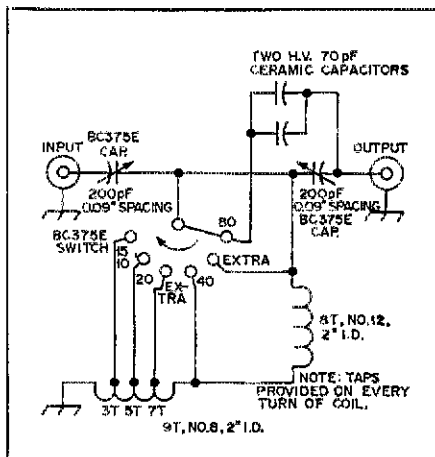 TWO H.V. 70 pF
CERAMIC CAPACITORS
BC375E
CAP.
INPUT
OUTPUT
200pF
0.09" SPACING
200pF
0.09" SPACING
BC375E
CAP.
80
BC375E
SWITCH
15
10
20
EX-
TRA
40
EXTRA
8T, NO.12,
2" I.D.
NOTE: TAPS
PROVIDED ON EVERY
TURN OF COIL.
3T 5T 7T
9T, NO.8, 2" I.D.